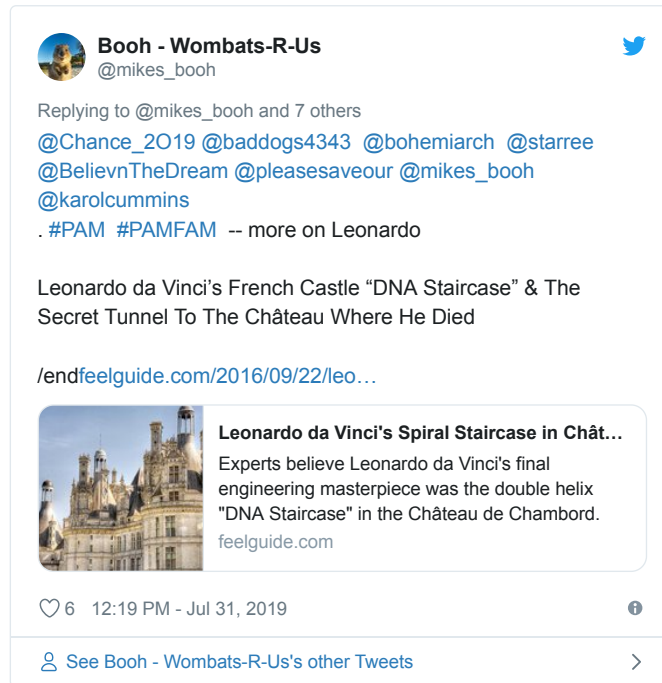 Booh - Wombats-R-Us
@mikes_booh
Replying to @mikes_booh and 7 others
@Chance_2O19 @baddogs4343 @bohemiarch @starree
@BelievnTheDream @pleasesaveour @mikes_booh
@karolcummins
. #PAM #PAMFAM -- more on Leonardo
Leonardo da Vinci’s French Castle “DNA Staircase” & The
Secret Tunnel To The Château Where He Died
/endfeelguide.com/2016/09/22/leo…
Leonardo da Vinci's Spiral Staircase in Chât…
Experts believe Leonardo da Vinci's final
engineering masterpiece was the double helix
"DNA Staircase" in the Château de Chambord.
feelguide.com
6 12:19 PM - Jul 31, 2019
See Booh - Wombats-R-Us's other Tweets